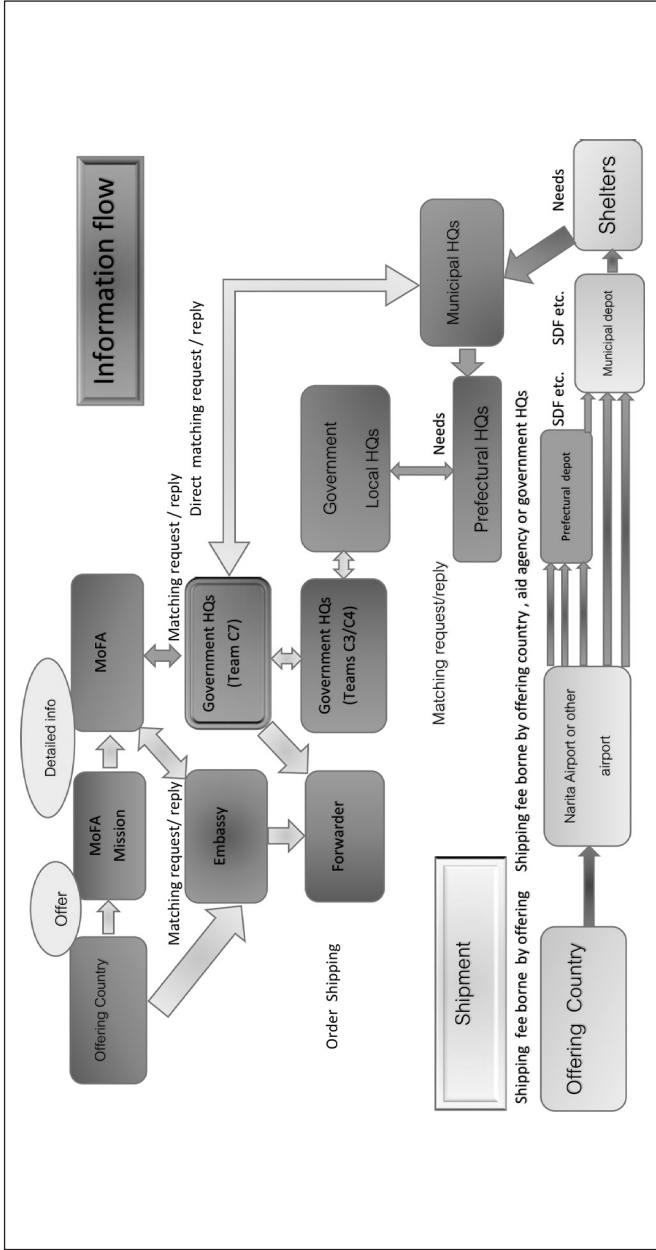 Information flow
Offer
Detailed info
Offering Country
MoFA
Mission
MoFA
Matching request/ reply
Matching request / reply
Direct matching request / reply
Embassy
Government HQs
(Team C7)
Forwarder
Government HQs
(Teams C3/C4)
Government
Local HQs
Municipal HQs
Order Shipping
Needs
Prefectural HQs
Needs
Matching request/reply
Shipment
Shipping fee borne by offering
Shipping fee borne by offering country , aid agency or government HQs
SDF etc.
SDF etc.
Offering Country
Narita Airport or other
airport
Prefectural depot
Municipal depot
Shelters